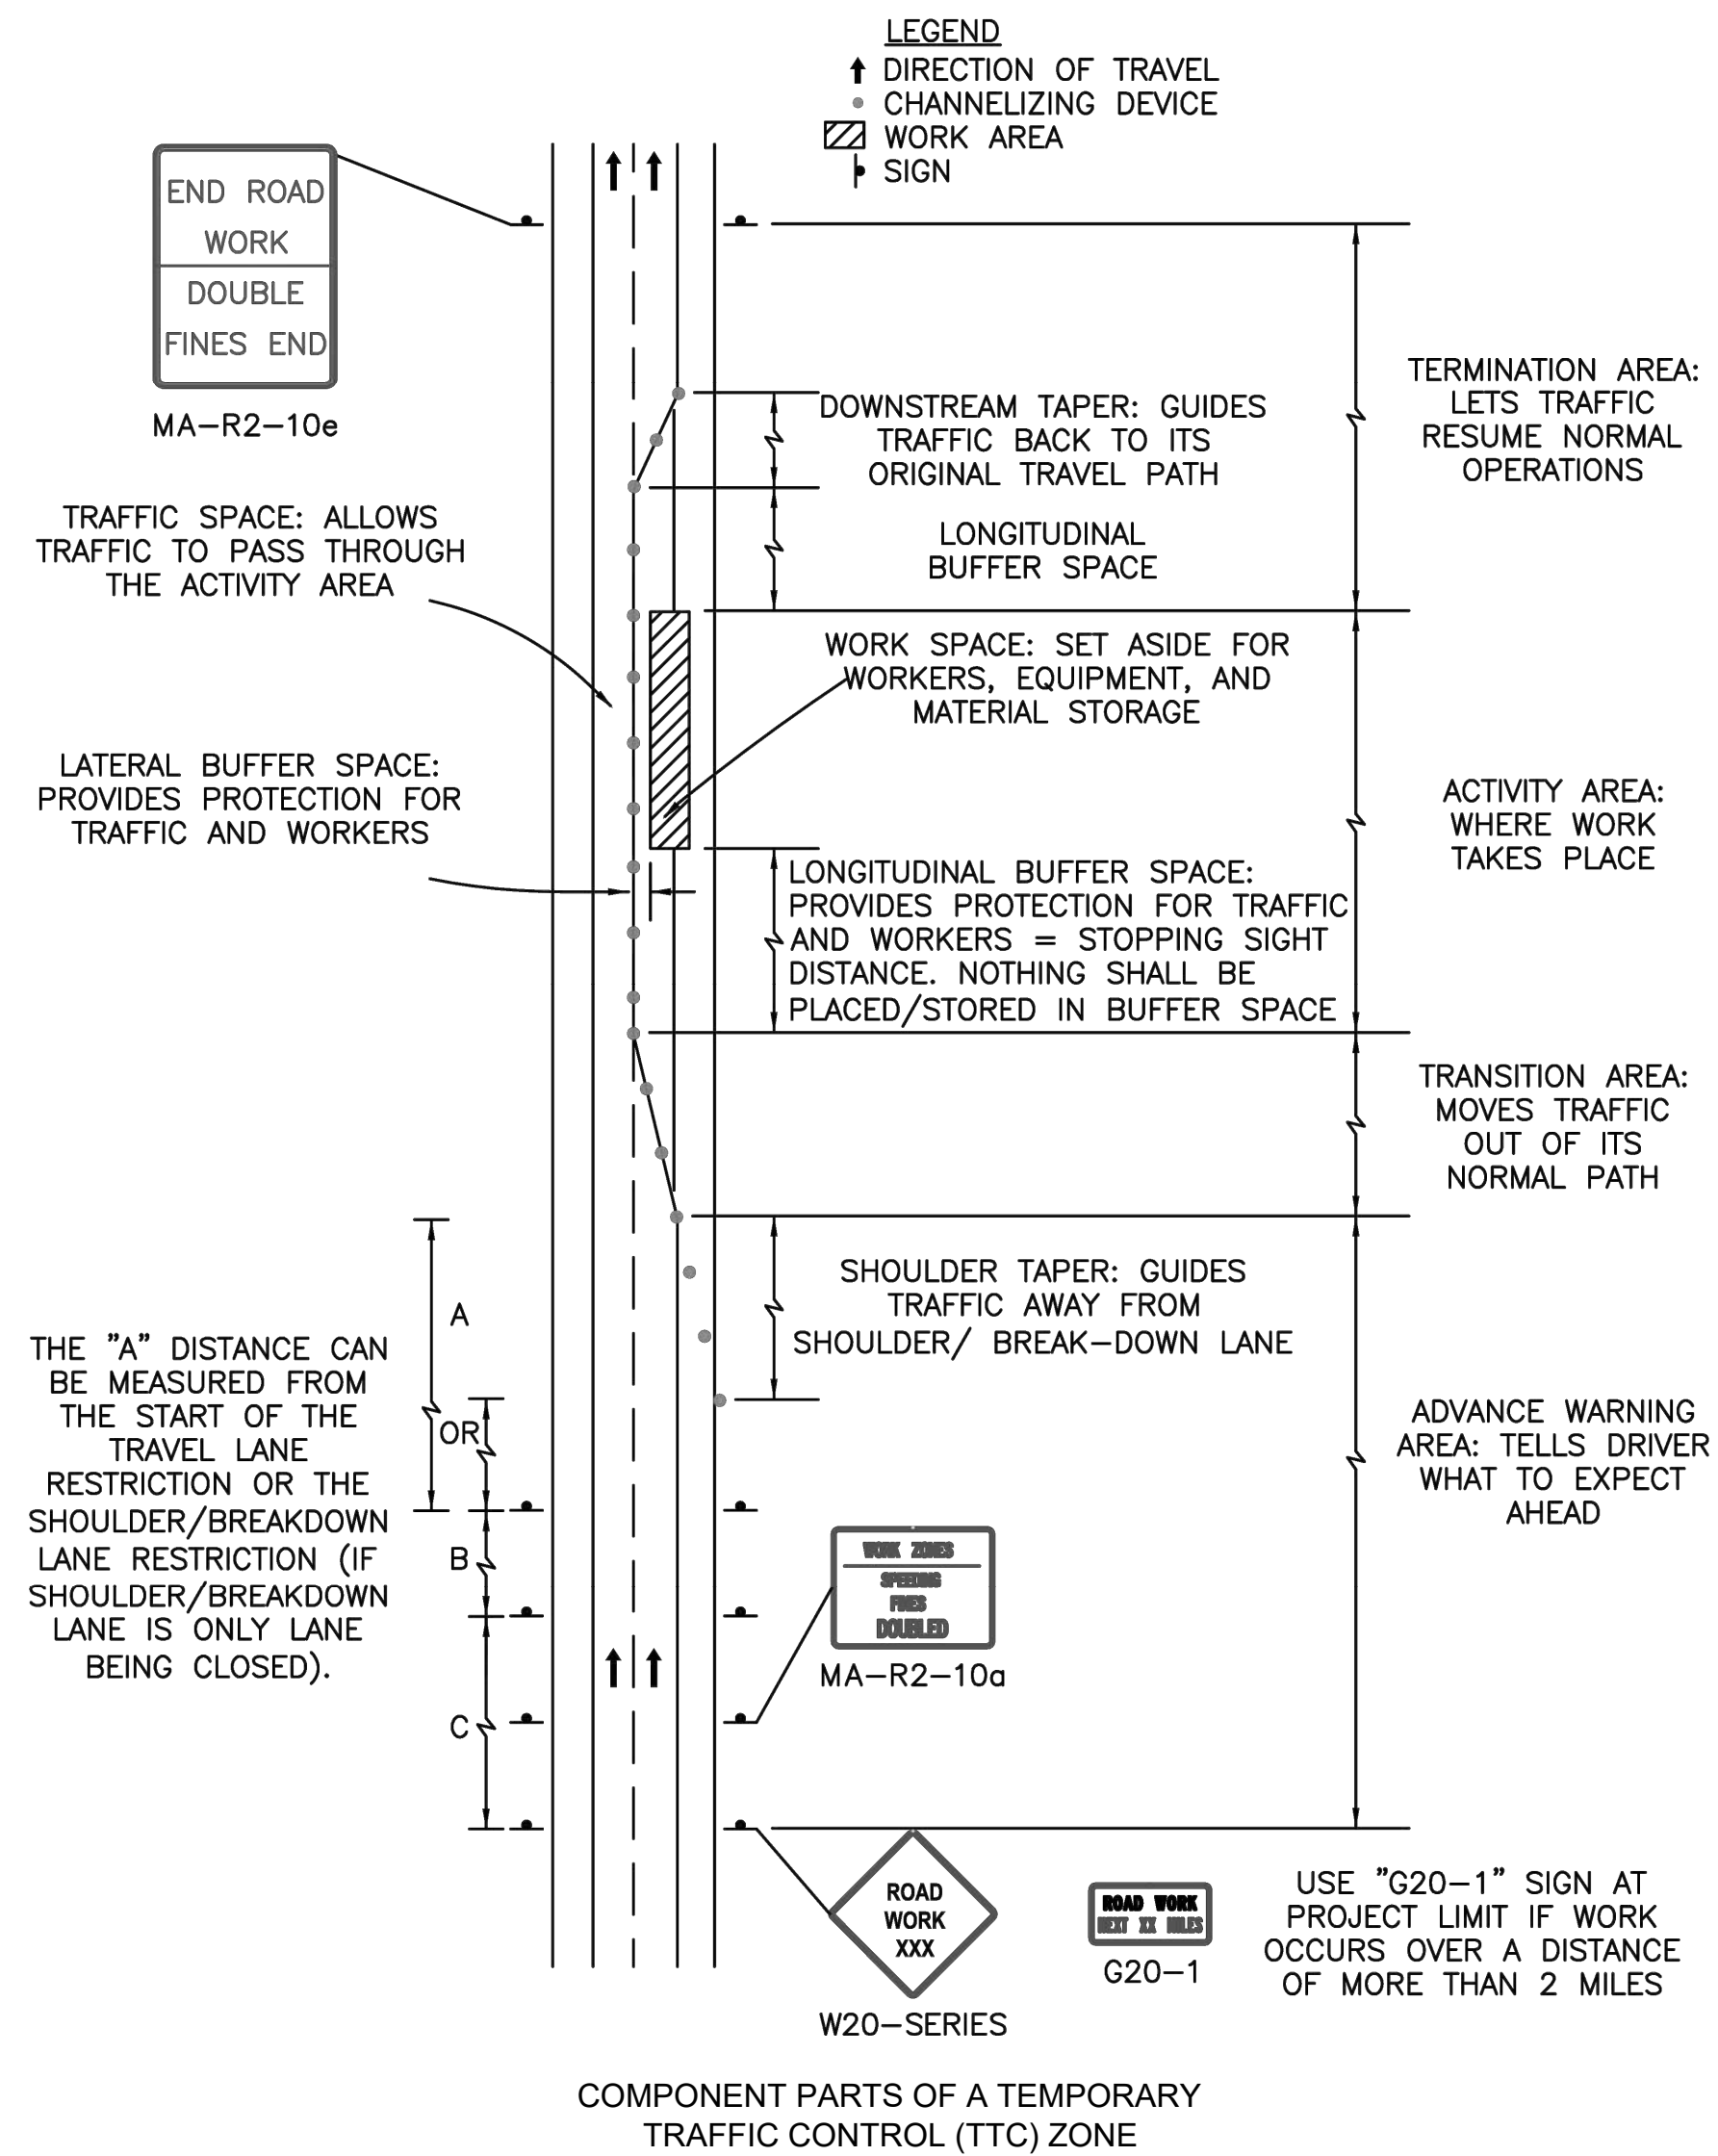 LEGEND
DIRECTION OF TRAVEL
CHANNELIZING DEVICE
WORK AREA
SIGN
END ROAD
WORK
DOUBLE
FINES END
MA-R2-10e
DOWNSTREAM TAPER: GUIDES
TRAFFIC BACK TO ITS
ORIGINAL TRAVEL PATH
TERMINATION AREA:
LETS TRAFFIC
RESUME NORMAL
OPERATIONS
TRAFFIC SPACE: ALLOWS
TRAFFIC TO PASS THROUGH
THE ACTIVITY AREA
LONGITUDINAL
BUFFER SPACE
WORK SPACE: SET ASIDE FOR
WORKERS, EQUIPMENT, AND
MATERIAL STORAGE
LATERAL BUFFER SPACE:
PROVIDES PROTECTION FOR
TRAFFIC AND WORKERS
ACTIVITY AREA:
WHERE WORK
TAKES PLACE
LONGITUDINAL BUFFER SPACE:
PROVIDES PROTECTION FOR TRAFFIC
AND WORKERS = STOPPING SIGHT
DISTANCE. NOTHING SHALL BE
PLACED/STORED IN BUFFER SPACE
TRANSITION AREA:
MOVES TRAFFIC
OUT OF ITS
NORMAL PATH
SHOULDER TAPER: GUIDES
TRAFFIC AWAY FROM
SHOULDER/ BREAK-DOWN LANE
A
OR
B
C
THE "A" DISTANCE CAN
BE MEASURED FROM
THE START OF THE
TRAVEL LANE
RESTRICTION OR THE
SHOULDER/BREAKDOWN
LANE RESTRICTION (IF
SHOULDER/BREAKDOWN
LANE IS ONLY LANE
BEING CLOSED).
ADVANCE WARNING
AREA: TELLS DRIVER
WHAT TO EXPECT
AHEAD
WORK ZONES
SPEEDING
FINES
DOUBLED
MA-R2-10a
ROAD
WORK
XXX
W20-SERIES
ROAD WORK
NEXT XX MILES
G20-1
USE "G20-1" SIGN AT
PROJECT LIMIT IF WORK
OCCURS OVER A DISTANCE
OF MORE THAN 2 MILES
COMPONENT PARTS OF A TEMPORARY
TRAFFIC CONTROL (TTC) ZONE